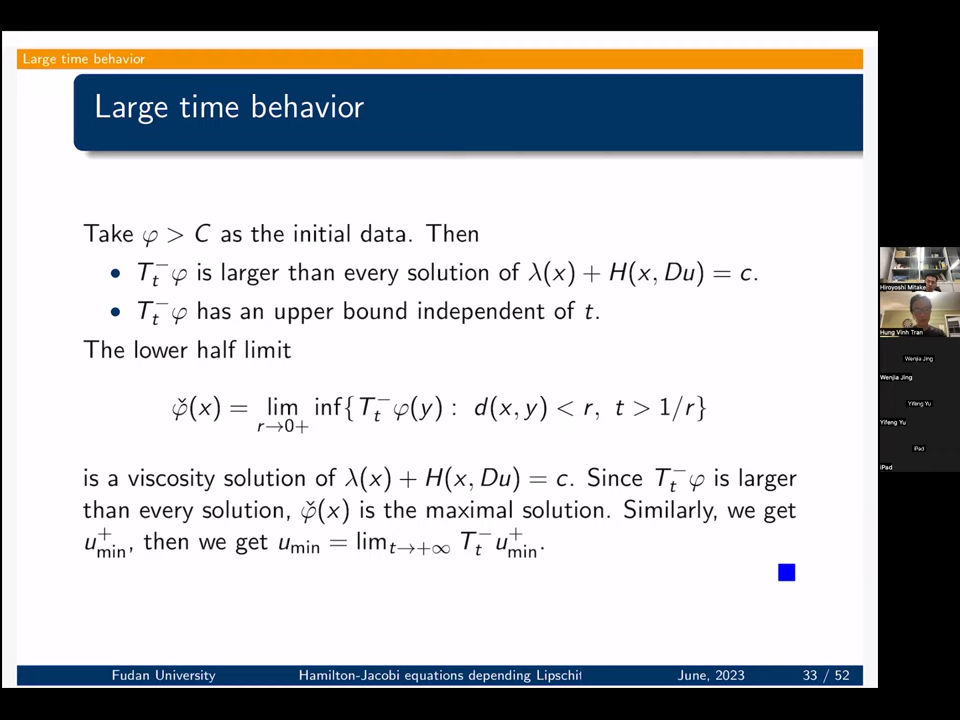 Large time behavior
Large time behavior
Take φ > C as the initial data. Then
• T_t^- φ is larger than every solution of λ(x) + H(x, Du) = c.
• T_t^- φ has an upper bound independent of t.
The lower half limit
φ̌(x) = lim_{r→0+} inf{T_t^- φ(y) : d(x, y) < r, t > 1/r}
is a viscosity solution of λ(x) + H(x, Du) = c. Since T_t^- φ is larger
than every solution, φ̌(x) is the maximal solution. Similarly, we get
u_min^+, then we get u_min = lim_{t→+∞} T_t^- u_min^+.
Fudan University Hamilton-Jacobi equations depending Lipschit June, 2023 33 / 52
Hiroyoshi Mitake
Hung Vinh Tran
Wenjia Jing
Wenjia Jing
Yifeng Yu
Yifeng Yu
iPad
iPad